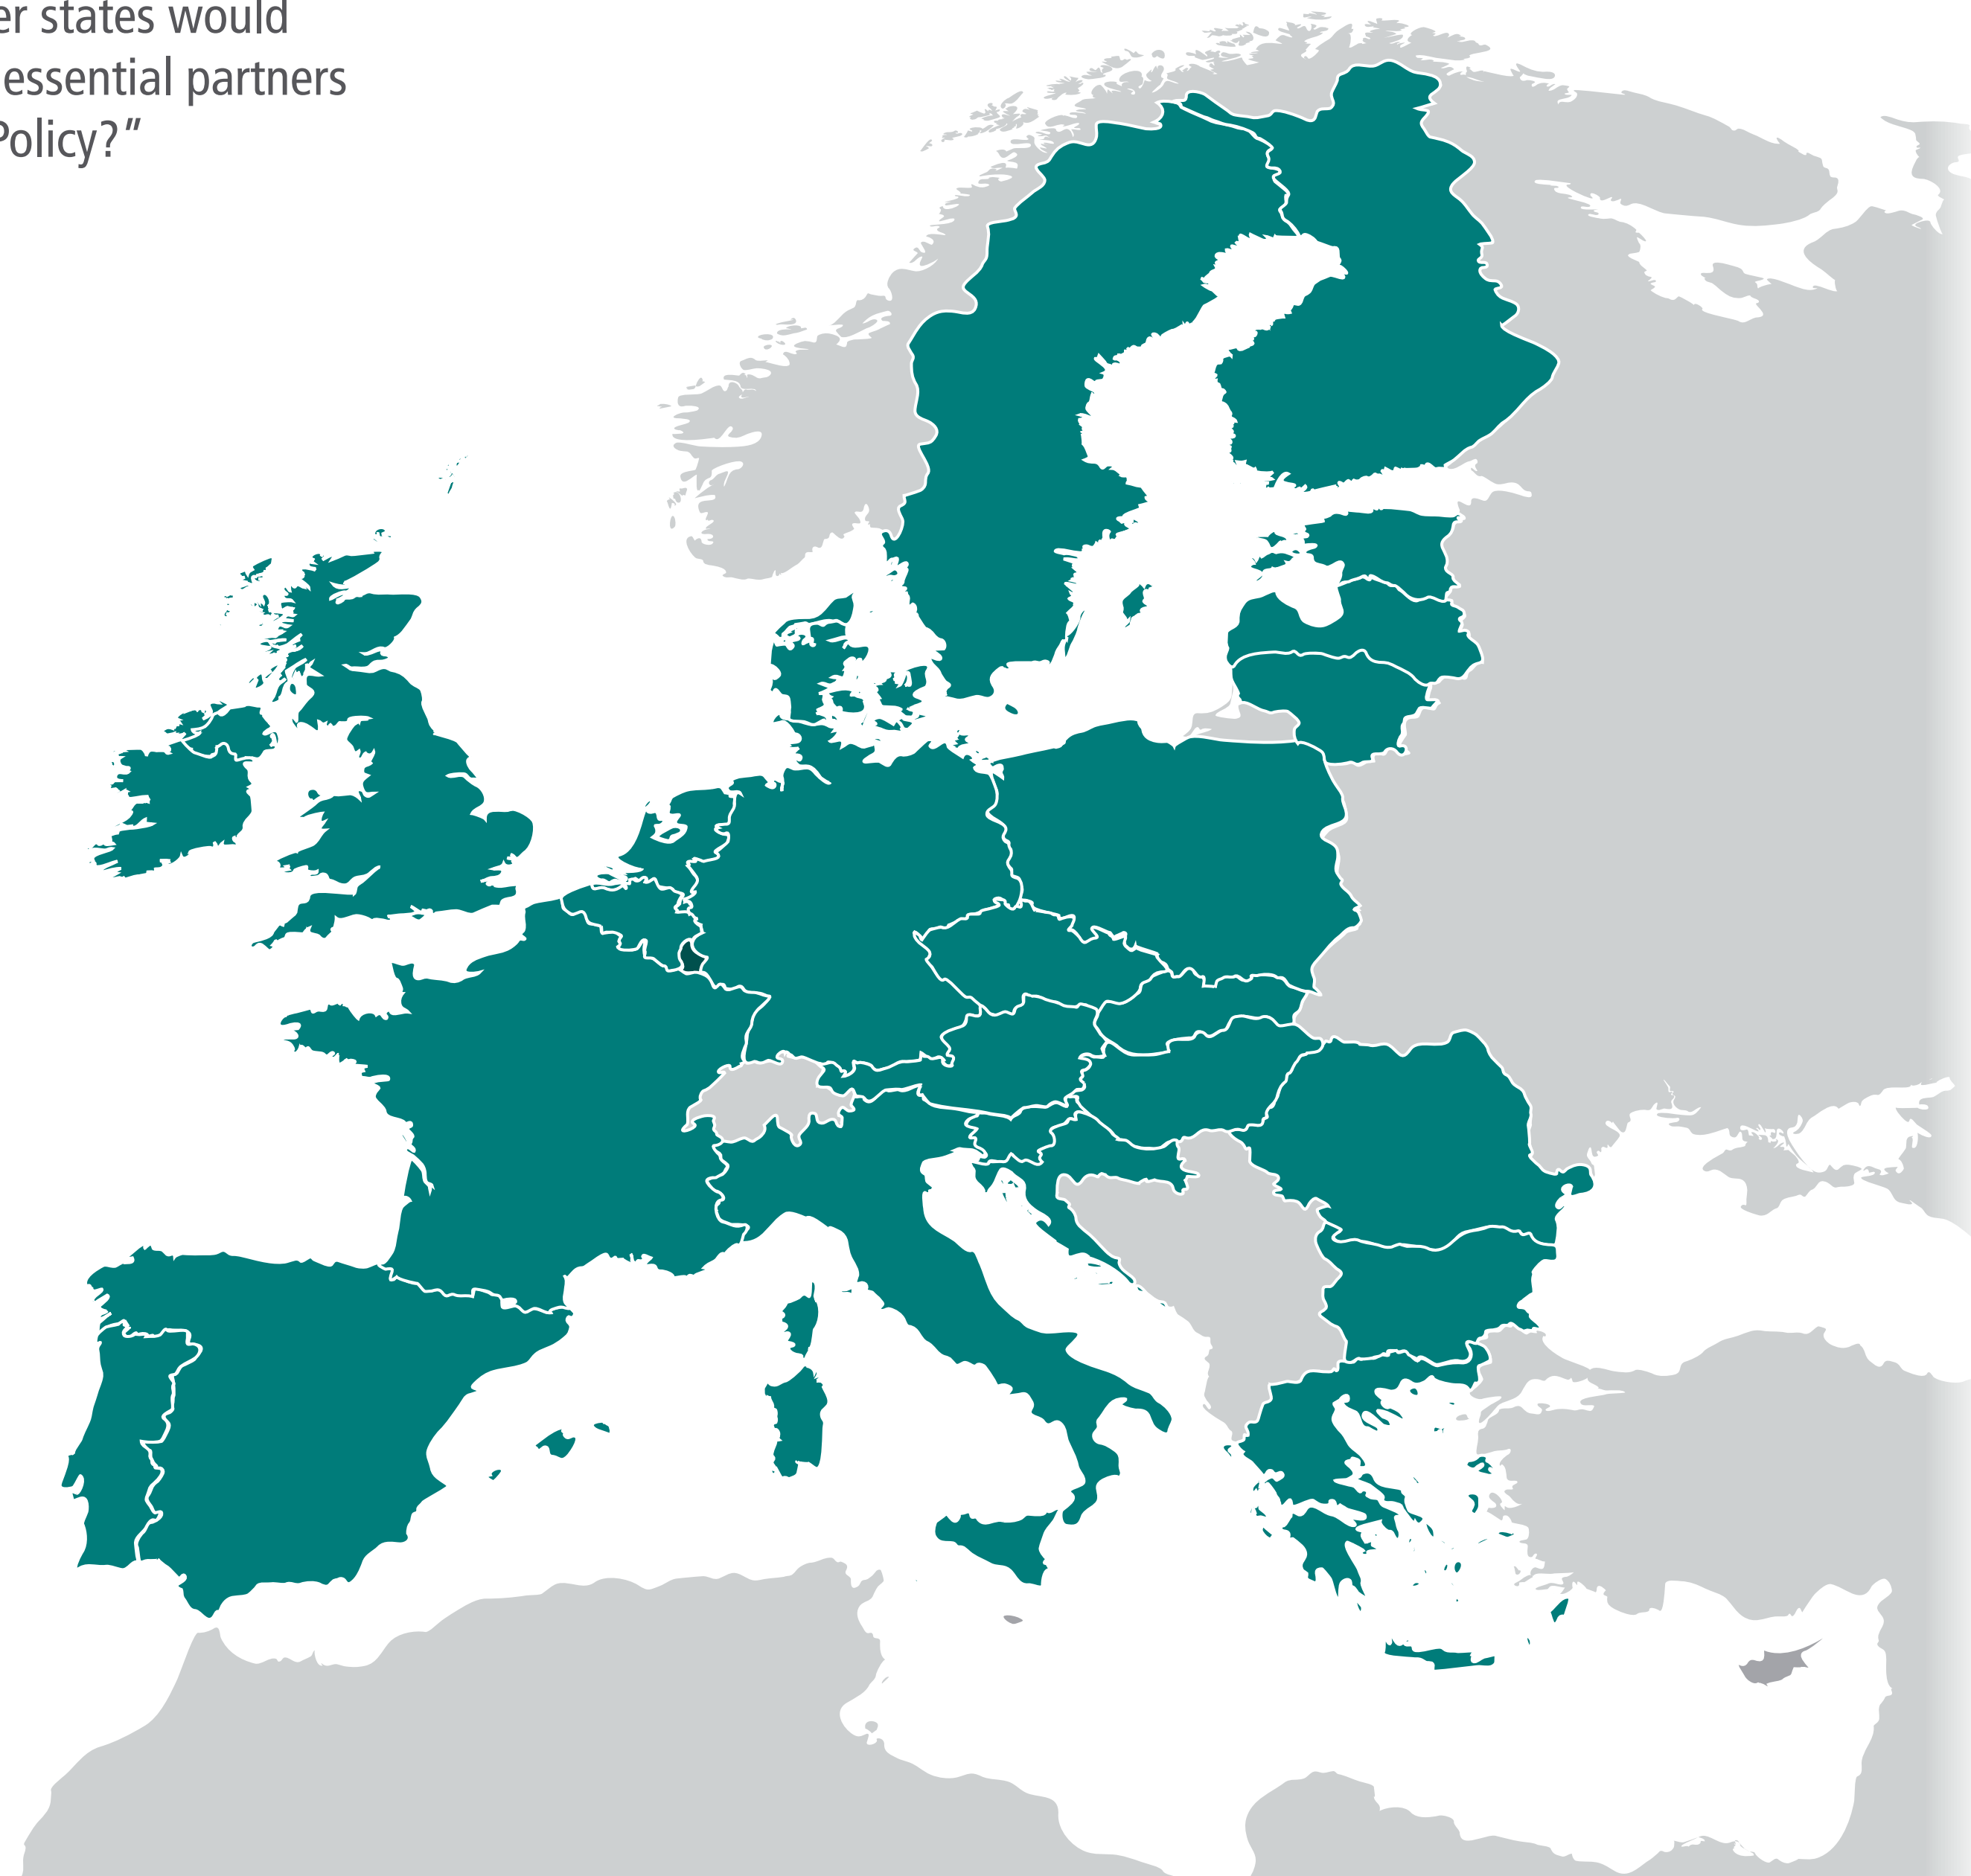 er states would
essential partners
Policy?”